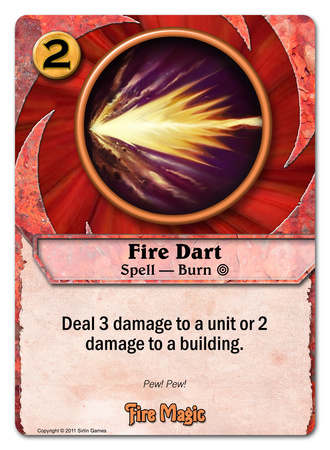 2
Fire Dart
Spell — Burn ◎
Deal 3 damage to a unit or 2
damage to a building.
Pew! Pew!
Fire Magic
Copyright © 2011 Sirlin Games